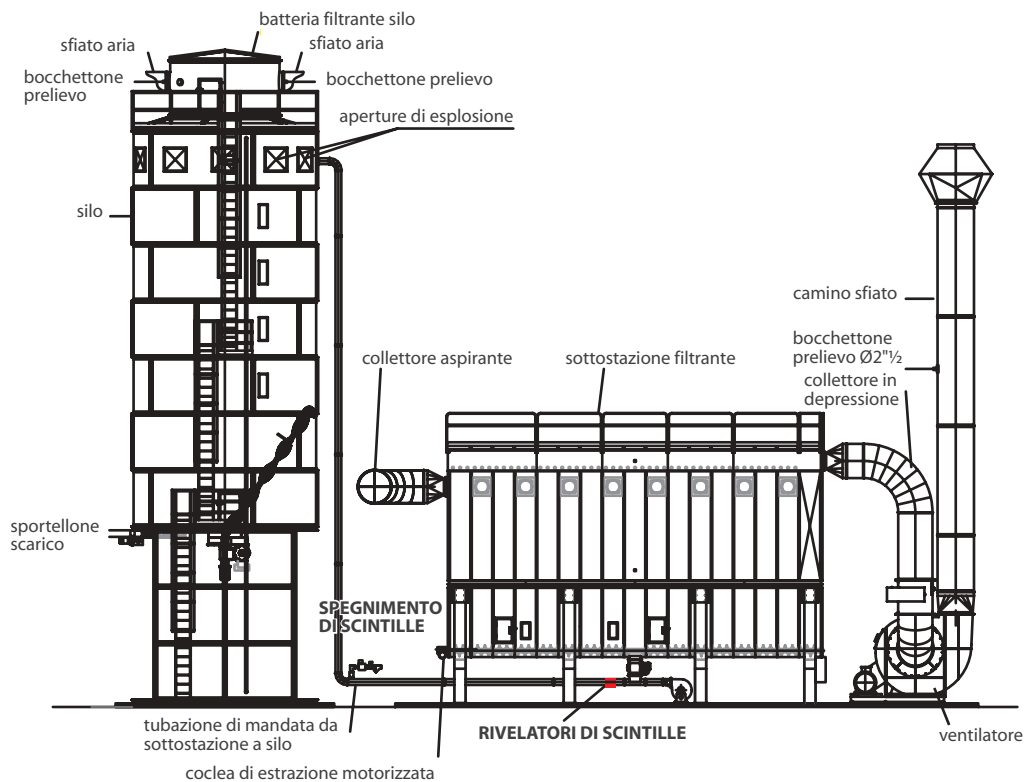 batteria filtrante silo
sfiato aria
sfiato aria
bocchettone
prelievo
bocchettone prelievo
aperture di esplosione
silo
camino sfiato
bocchettone
prelievo Ø2"½
collettore in
depressione
collettore aspirante
sottostazione filtrante
sportellone
scarico
SPEGNIMENTO
DI SCINTILLE
tubazione di mandata da
sottostazione a silo
RIVELATORI DI SCINTILLE
ventilatore
coclea di estrazione motorizzata